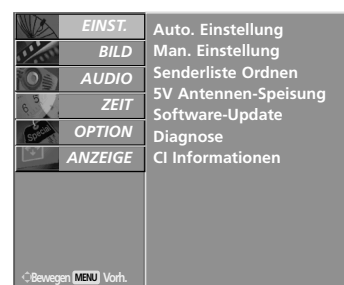 EINST.
BILD
AUDIO
ZEIT
OPTION
ANZEIGE
Auto. Einstellung
Man. Einstellung
Senderliste Ordnen
5V Antennen-Speisung
Software-Update
Diagnose
CI Informationen
Bewegen MENU Vorh.